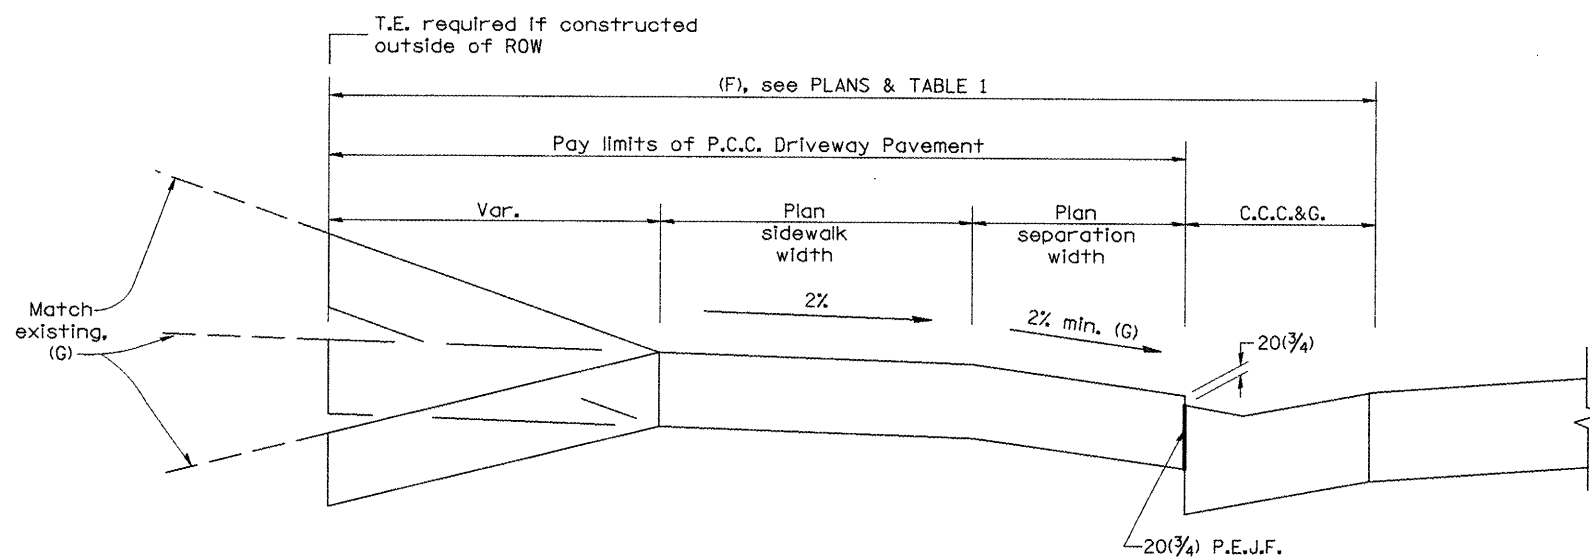 T.E. required if constructed
outside of ROW
(F), see PLANS & TABLE 1
Pay limits of P.C.C. Driveway Pavement
Var.
Plan
sidewalk
width
Plan
separation
width
C.C.C.&G.
2%
2% min. (G)
20(3/4)
Match
existing,
(G)
20(3/4) P.E.J.F.